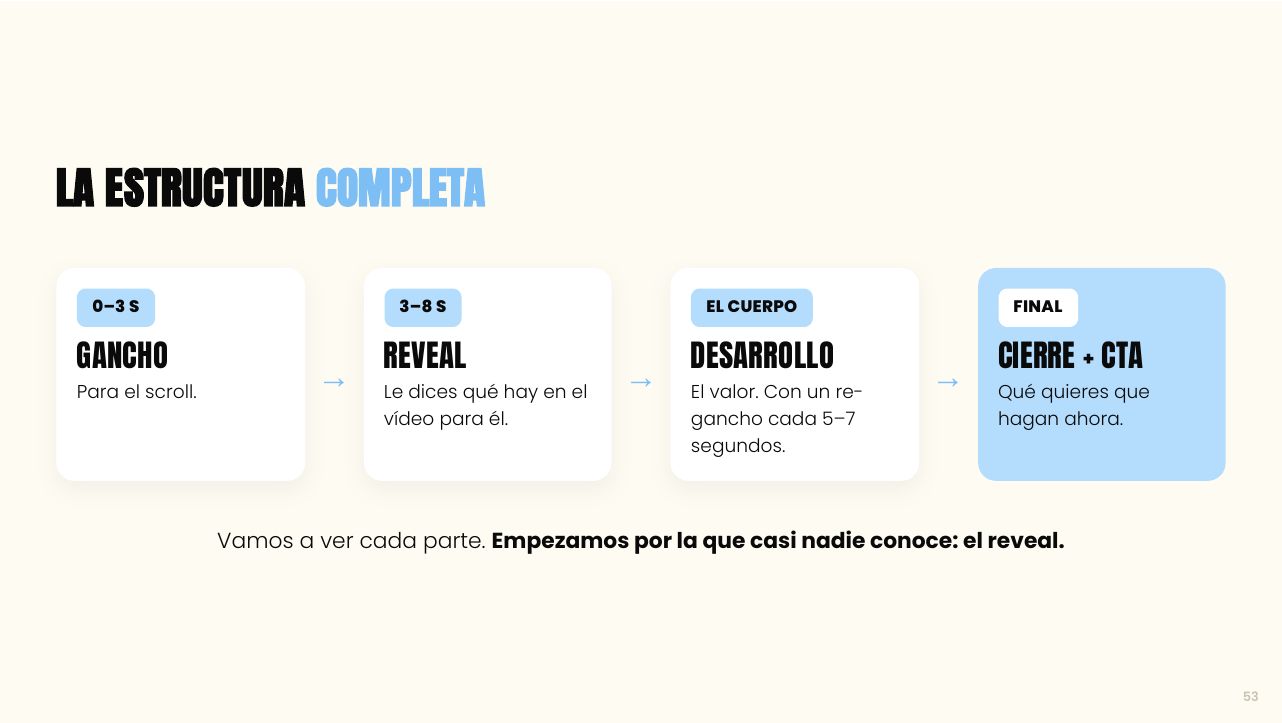 LA ESTRUCTURA COMPLETA
0–3 S
GANCHO
Para el scroll.
→
3–8 S
REVEAL
Le dices qué hay en el
vídeo para él.
→
EL CUERPO
DESARROLLO
El valor. Con un re-
gancho cada 5–7
segundos.
→
FINAL
CIERRE + CTA
Qué quieres que
hagan ahora.
Vamos a ver cada parte. Empezamos por la que casi nadie conoce: el reveal.
53